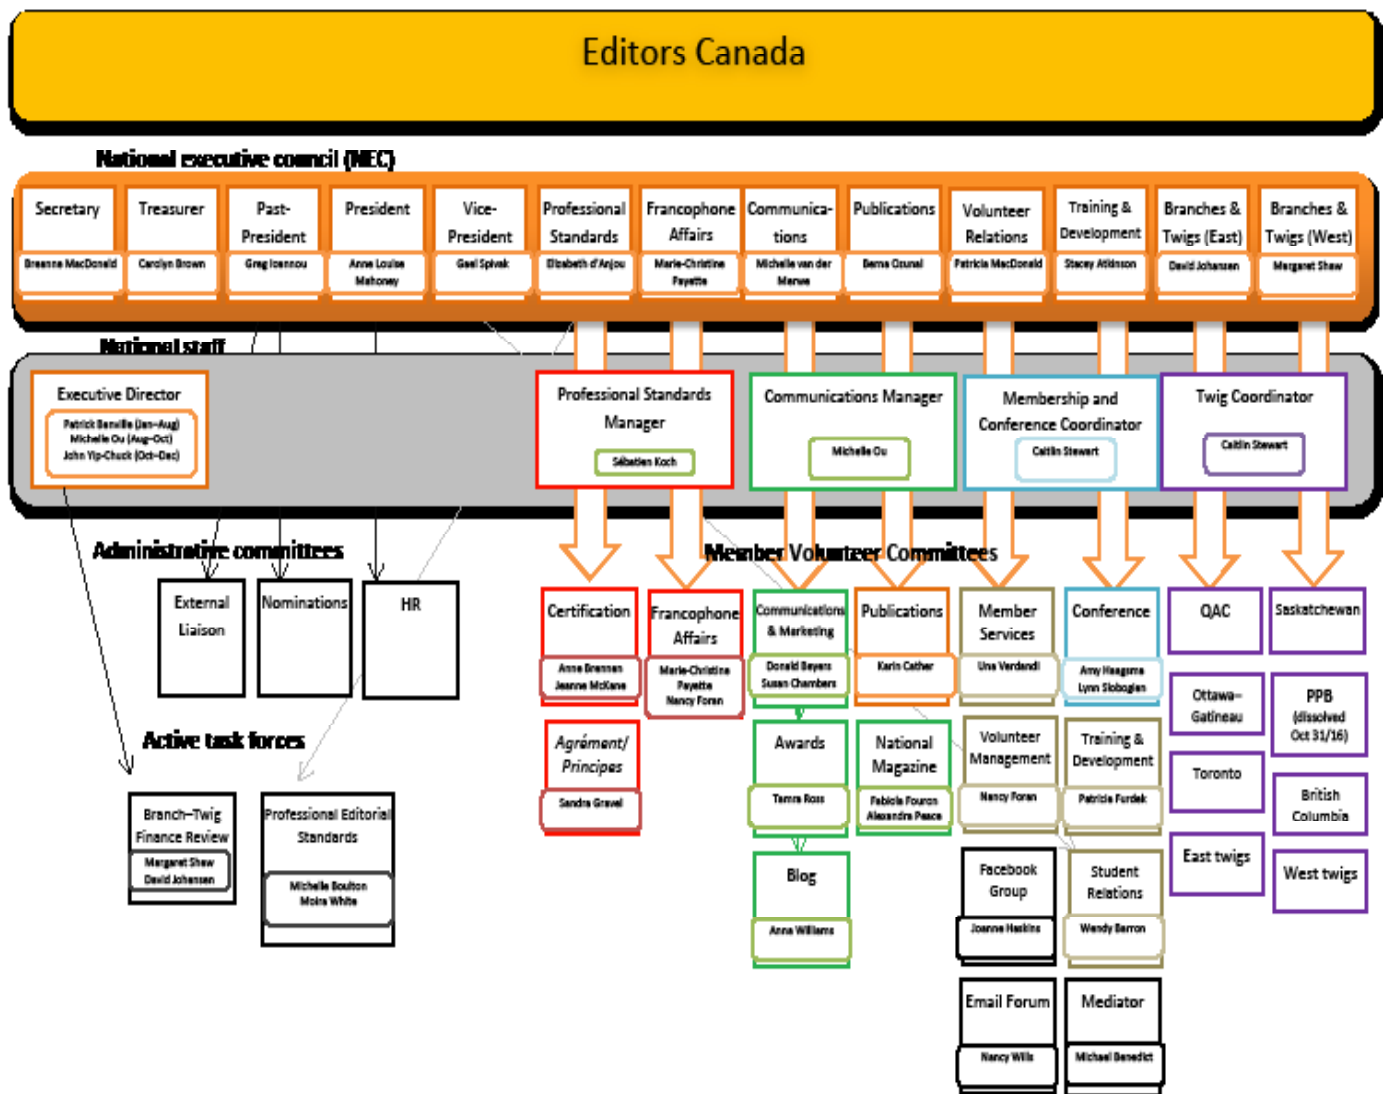 Editors Canada
National executive council (NEC)
Secretary
Breanne MacDonald
Treasurer
Carolyn Brown
Past-
President
Greg Ioannou
President
Anne Louise
Mahoney
Vice-
President
Gael Spivak
Professional
Standards
Elizabeth d'Anjou
Francophone
Affairs
Marie-Christine
Payette
Communica-
tions
Michelle van der
Merwe
Publications
Berna Ozunal
Volunteer
Relations
Patricia MacDonald
Training &
Development
Stacey Atkinson
Branches &
Twigs (East)
David Johansen
Branches &
Twigs (West)
Margaret Shaw
National staff
Executive Director
Patrick Banville (Jan–Aug)
Michelle Ou (Aug–Oct)
John Yip-Chuck (Oct–Dec)
Professional Standards
Manager
Sébatien Koch
Communications Manager
Michelle Ou
Membership and
Conference Coordinator
Caitlin Stewart
Twig Coordinator
Caitlin Stewart
Administrative committees
External
Liaison
Nominations
HR
Active task forces
Branch–Twig
Finance Review
Margaret Shaw
David Johansen
Professional Editorial
Standards
Michelle Boulton
Moira White
Member Volunteer Committees
Certification
Anne Brennan
Jeanne McKane
Francophone
Affairs
Marie-Christine
Payette
Nancy Foran
Communications
& Marketing
Donald Beyers
Susan Chambers
Publications
Karin Cather
Member
Services
Una Verdandi
Conference
Amy Haagsma
Lynn Slobogian
QAC
Saskatchewan
Agrément/
Principes
Sandra Gravel
Awards
Tamra Ross
National
Magazine
Fabiola Fouron
Alexandra Peace
Volunteer
Management
Nancy Foran
Training &
Development
Patricia Furdek
Ottawa–
Gatineau
PPB
(dissolved
Oct 31/16)
Toronto
British
Columbia
East twigs
West twigs
Blog
Anna Williams
Facebook
Group
Joanne Haskins
Student
Relations
Wendy Barron
Email Forum
Nancy Wills
Mediator
Michael Benedict